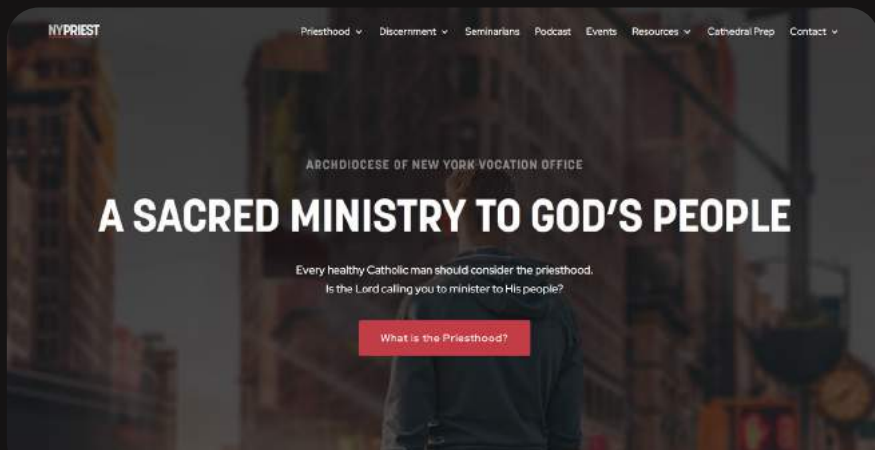 NYPRIEST
Priesthood Discernment Seminarians Podcast Events Resources Cathedral Prep Contact
ARCHDIOCESE OF NEW YORK VOCATION OFFICE
A SACRED MINISTRY TO GOD'S PEOPLE
Every healthy Catholic man should consider the priesthood.
Is the Lord calling you to minister to His people?
What is the Priesthood?